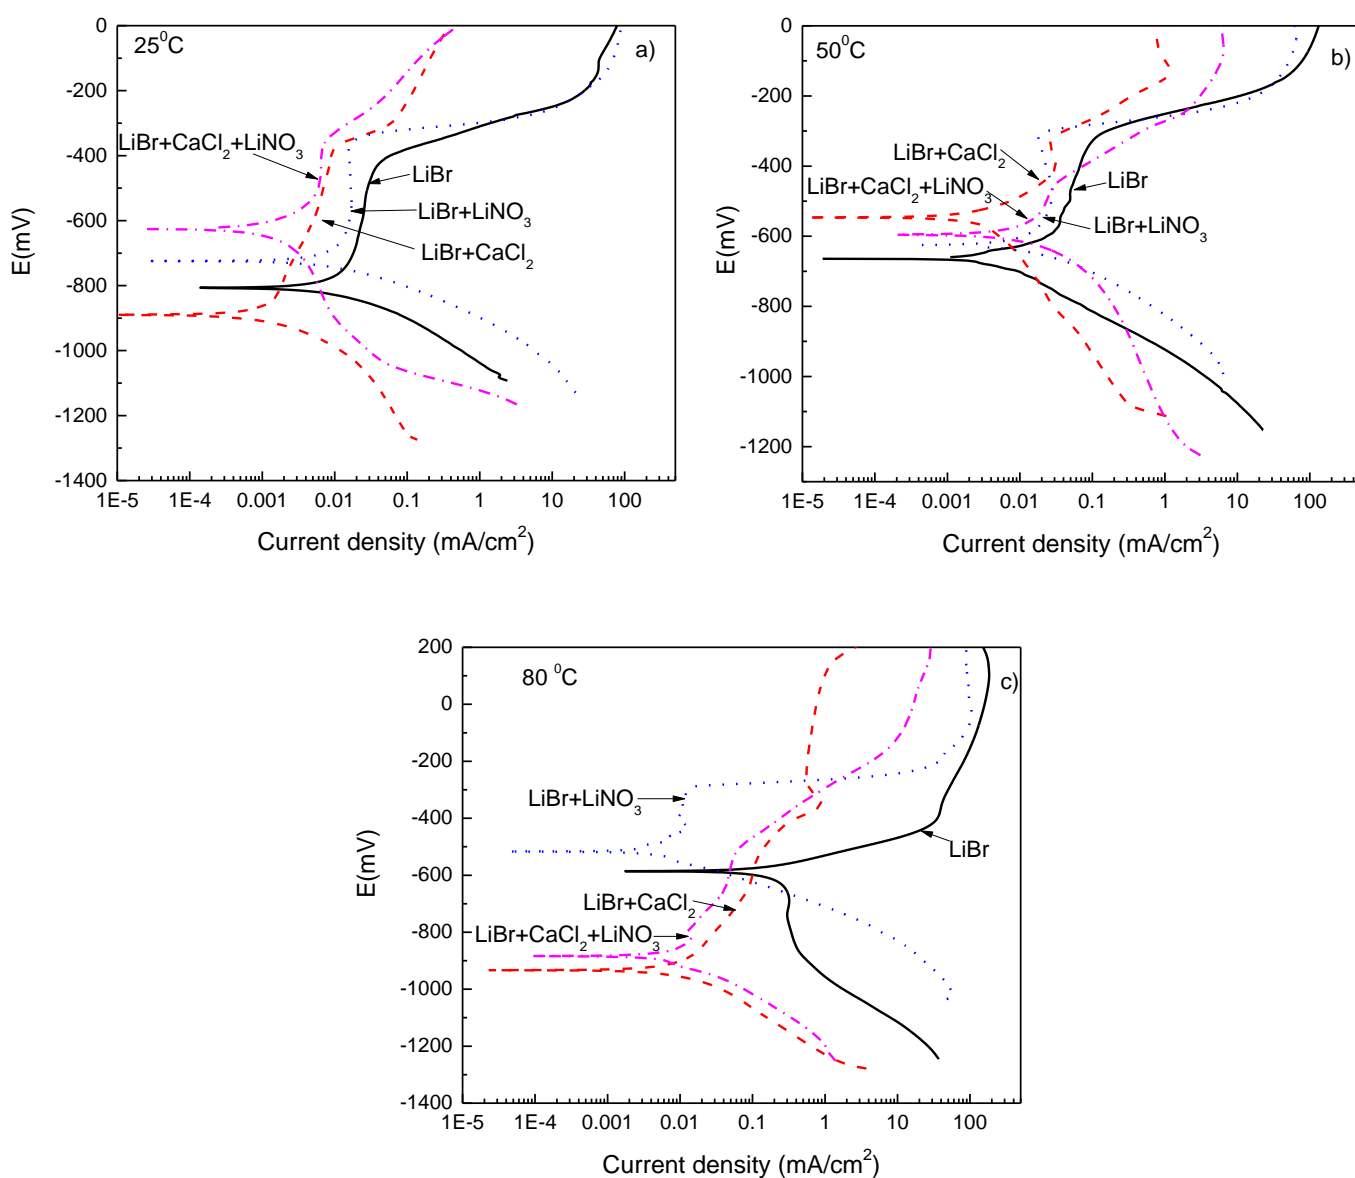 25⁰C
a)
0
-200
-400
-600
-800
-1000
-1200
-1400
E(mV)
LiBr+CaCl₂+LiNO₃
LiBr
LiBr+LiNO₃
LiBr+CaCl₂
1E-5 1E-4 0.001 0.01 0.1 1 10 100
Current density (mA/cm²)
50⁰C
b)
0
-200
-400
-600
-800
-1000
-1200
E(mV)
LiBr+CaCl₂
LiBr+CaCl₂+LiNO₃
LiBr
LiBr+LiNO₃
1E-5 1E-4 0.001 0.01 0.1 1 10 100
Current density (mA/cm²)
80 ⁰C
c)
200
0
-200
-400
-600
-800
-1000
-1200
-1400
E(mV)
LiBr+LiNO₃
LiBr
LiBr+CaCl₂
LiBr+CaCl₂+LiNO₃
1E-5 1E-4 0.001 0.01 0.1 1 10 100
Current density (mA/cm²)